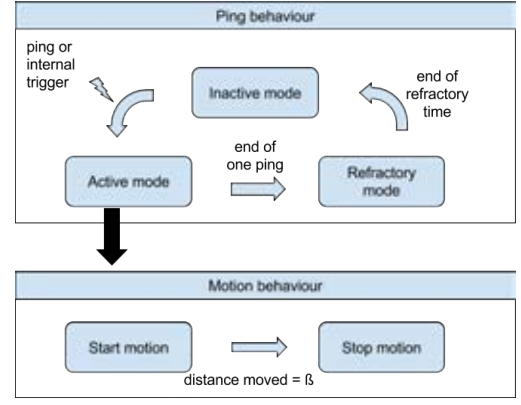 Ping behaviour
ping or
internal
trigger
Inactive mode
end of
refractory
time
end of
one ping
Active mode
Refractory
mode
Motion behaviour
Start motion
Stop motion
distance moved = ß